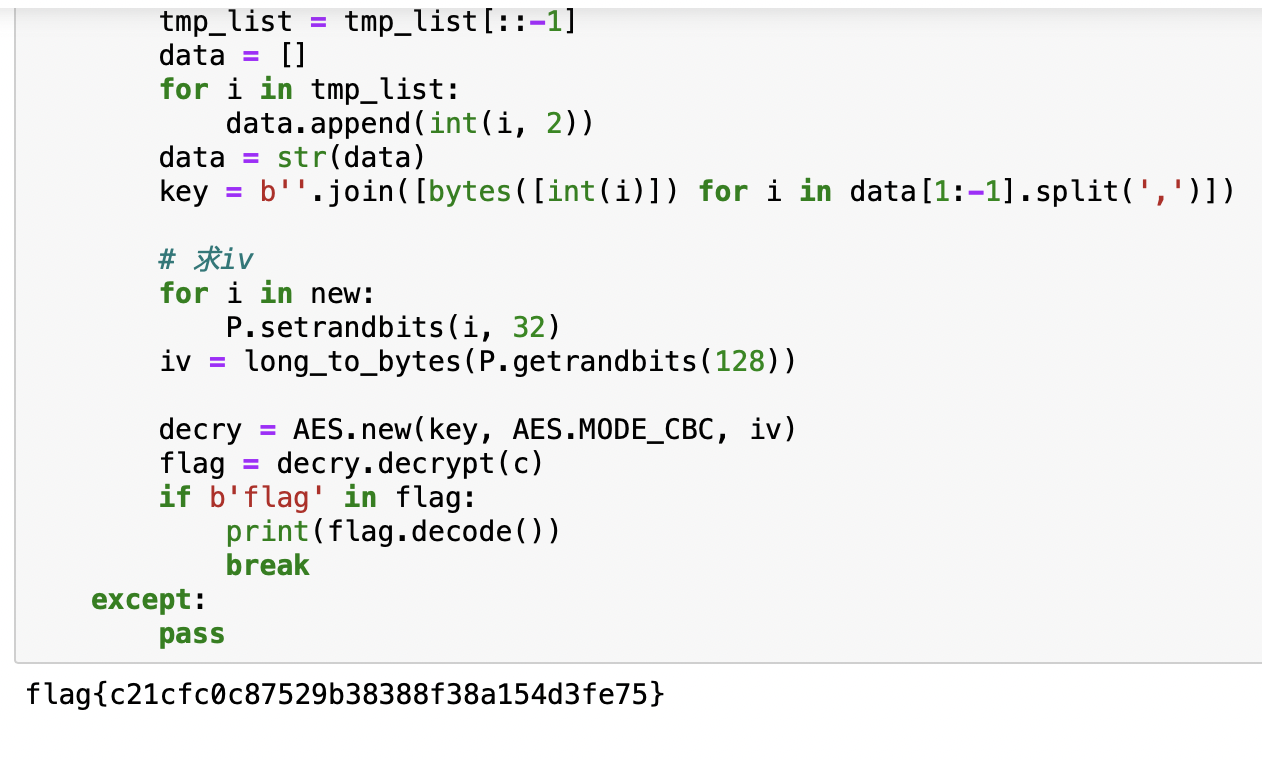 tmp_list = tmp_list[::-1]
        data = []
        for i in tmp_list:
            data.append(int(i, 2))
        data = str(data)
        key = b''.join([bytes([int(i)]) for i in data[1:-1].split(',')])

        # 求iv
        for i in new:
            P.setrandbits(i, 32)
        iv = long_to_bytes(P.getrandbits(128))

        decry = AES.new(key, AES.MODE_CBC, iv)
        flag = decry.decrypt(c)
        if b'flag' in flag:
            print(flag.decode())
            break
    except:
        pass
flag{c21cfc0c87529b38388f38a154d3fe75}